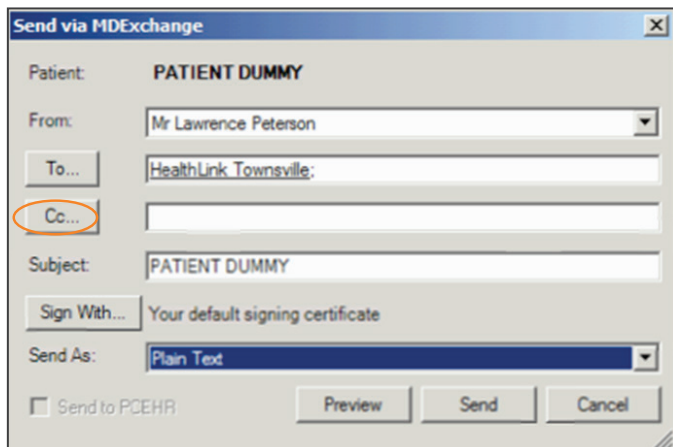 Send via MDExchange
Patient: PATIENT DUMMY
From: Mr Lawrence Peterson
To... HealthLink Townsville;
Cc...
Subject: PATIENT DUMMY
Sign With... Your default signing certificate
Send As: Plain Text
Send to PCEHR Preview Send Cancel